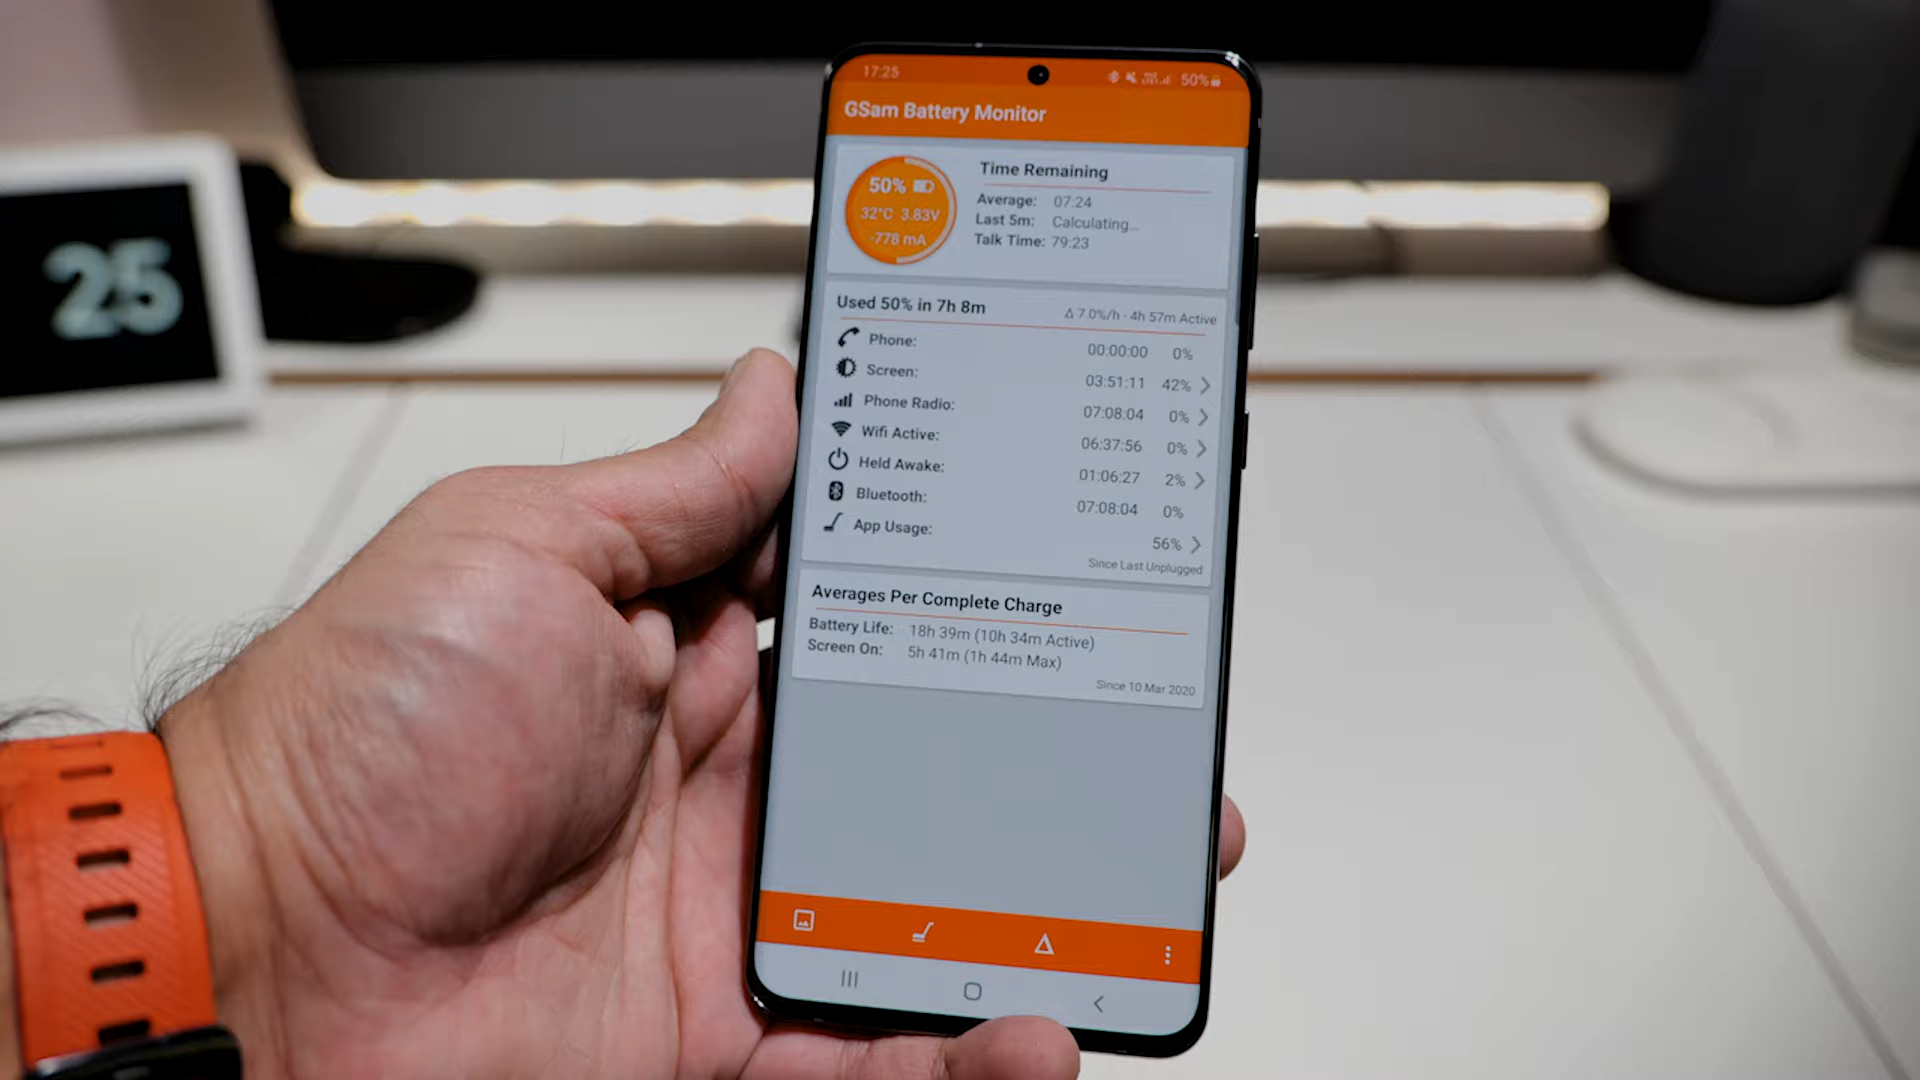 17:25 50%
GSam Battery Monitor
50%
32°C 3.83V
-778 mA
Time Remaining
Average: 07:24
Last 5m: Calculating...
Talk Time: 79:23
Used 50% in 7h 8m Δ 7.0%/h - 4h 57m Active
Phone: 00:00:00 0%
Screen: 03:51:11 42%
Phone Radio: 07:08:04 0%
Wifi Active: 06:37:56 0%
Held Awake: 01:06:27 2%
Bluetooth: 07:08:04 0%
App Usage: 56%
Since Last Unplugged
Averages Per Complete Charge
Battery Life: 18h 39m (10h 34m Active)
Screen On: 5h 41m (1h 44m Max)
Since 10 Mar 2020
25